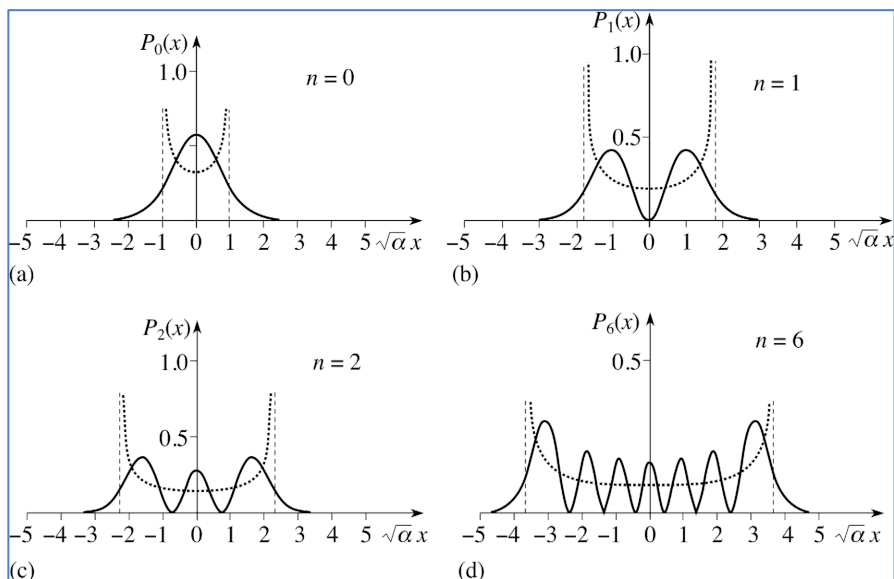 P₀(x)
1.0
n = 0
−5 −4 −3 −2 −1 0 1 2 3 4 5 √α x
(a)
P₁(x)
1.0
n = 1
0.5
−5 −4 −3 −2 −1 0 1 2 3 4 5 √α x
(b)
P₂(x)
1.0
n = 2
0.5
−5 −4 −3 −2 −1 0 1 2 3 4 5 √α x
(c)
P₆(x)
n = 6
0.5
−5 −4 −3 −2 −1 0 1 2 3 4 5 √α x
(d)